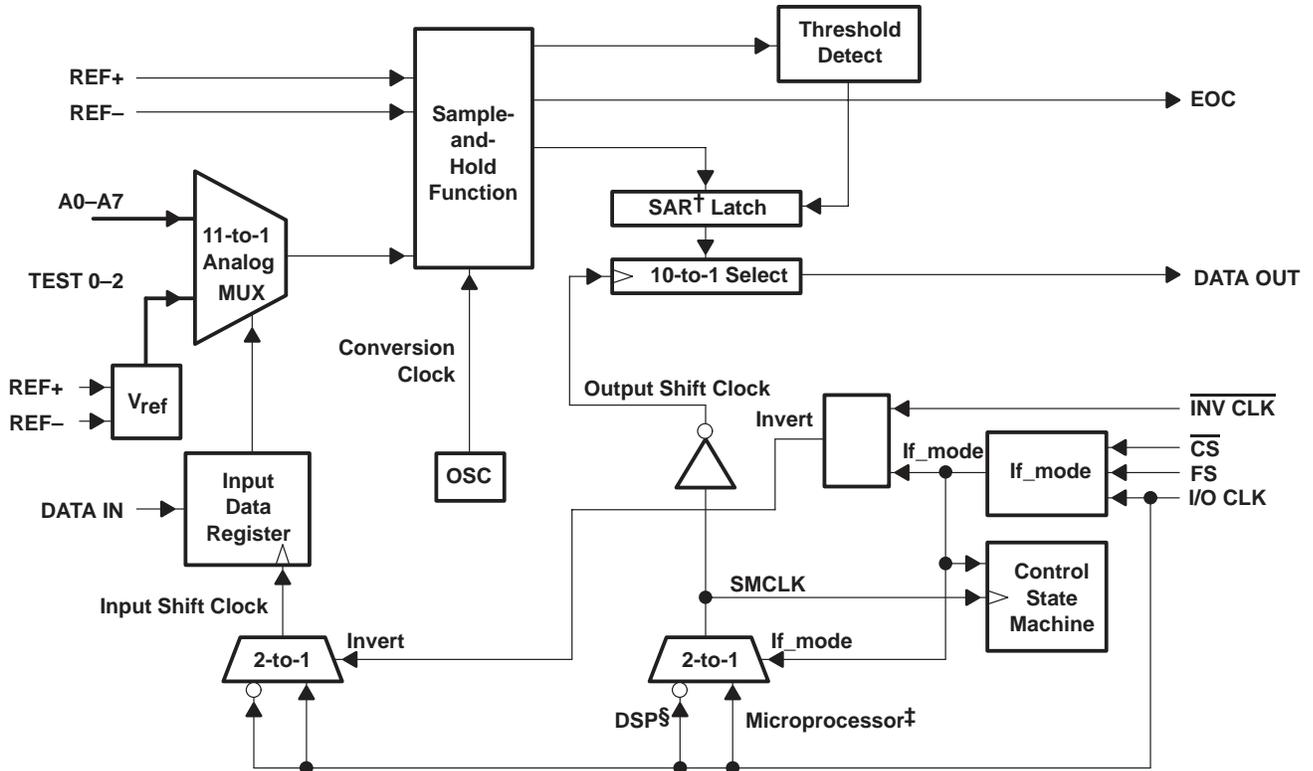 Threshold
Detect
REF+
REF–
EOC
Sample-
and-
Hold
Function
A0–A7
SAR† Latch
11-to-1
Analog
MUX
TEST 0–2
10-to-1 Select
DATA OUT
Conversion
Clock
REF+
REF–
Vref
Output Shift Clock
Invert
INV CLK
CS
FS
I/O CLK
If_mode
If_mode
OSC
Input
Data
Register
DATA IN
Control
State
Machine
SMCLK
Input Shift Clock
Invert
2-to-1
If_mode
2-to-1
DSP§
Microprocessor‡